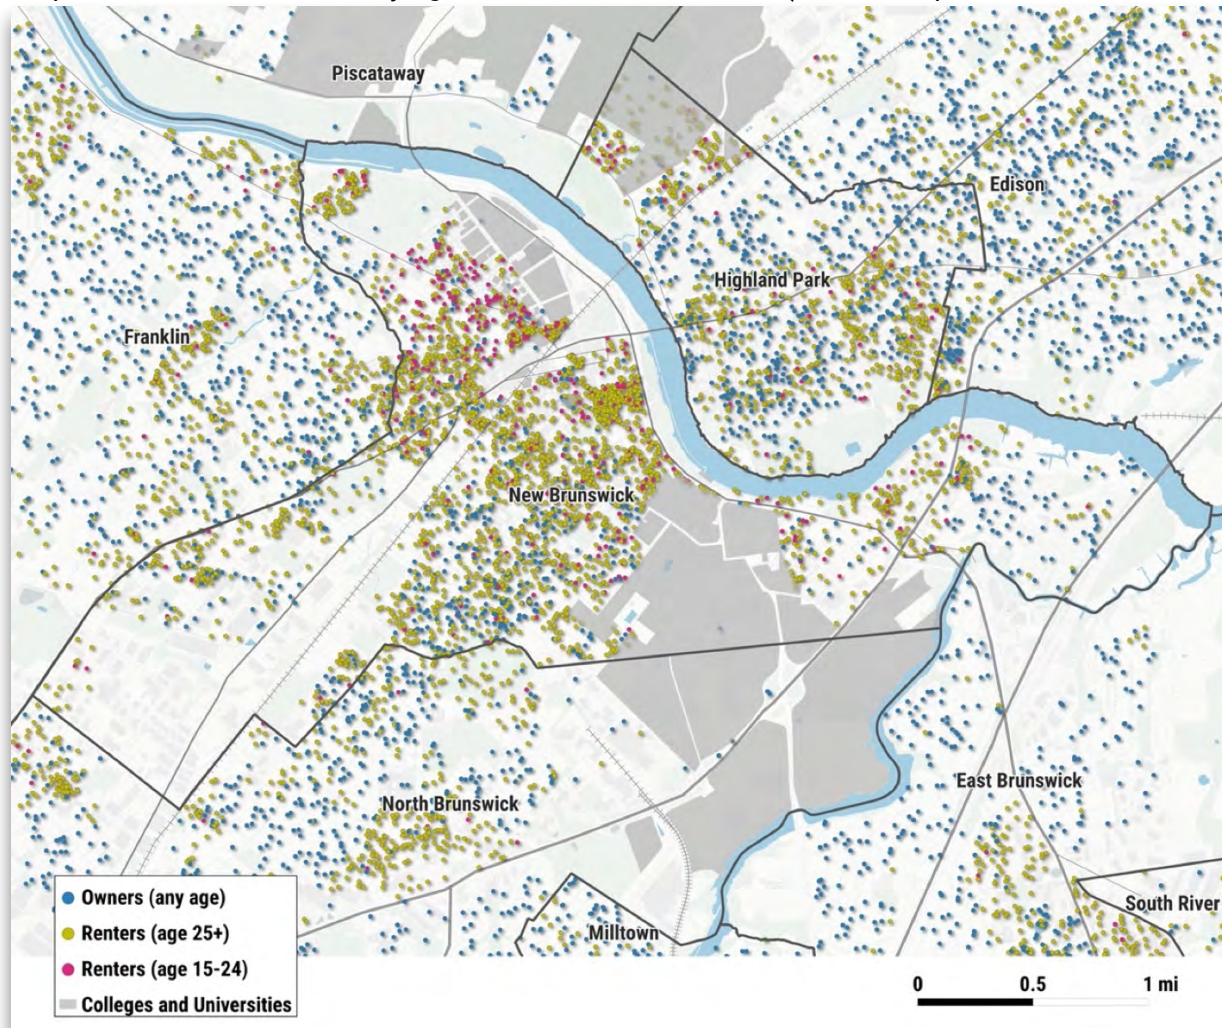 Piscataway
Edison
Highland Park
Franklin
New Brunswick
East Brunswick
North Brunswick
South River
Milltown
Owners (any age)
Renters (age 25+)
Renters (age 15-24)
Colleges and Universities
0 0.5 1 mi